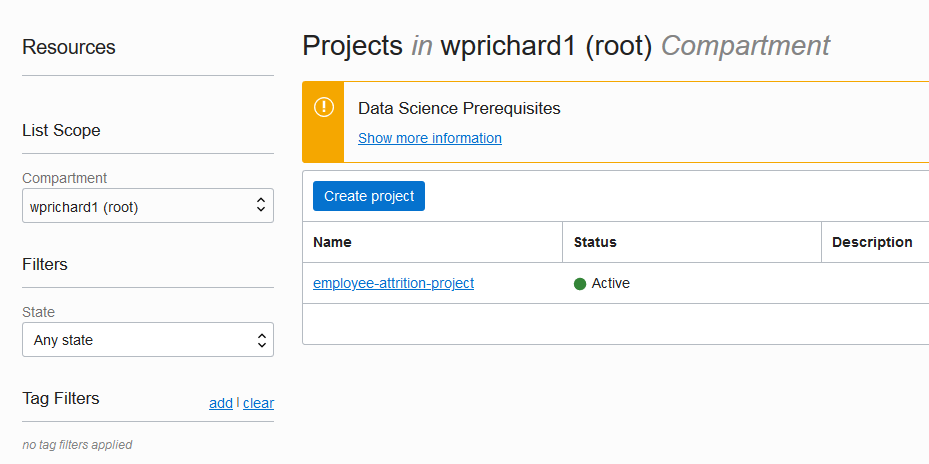 Resources
List Scope
Compartment
wprichard1 (root)
Filters
State
Any state
Tag Filters add | clear
no tag filters applied
Projects in wprichard1 (root) Compartment
Data Science Prerequisites
Show more information
Create project
Name Status Description
employee-attrition-project Active